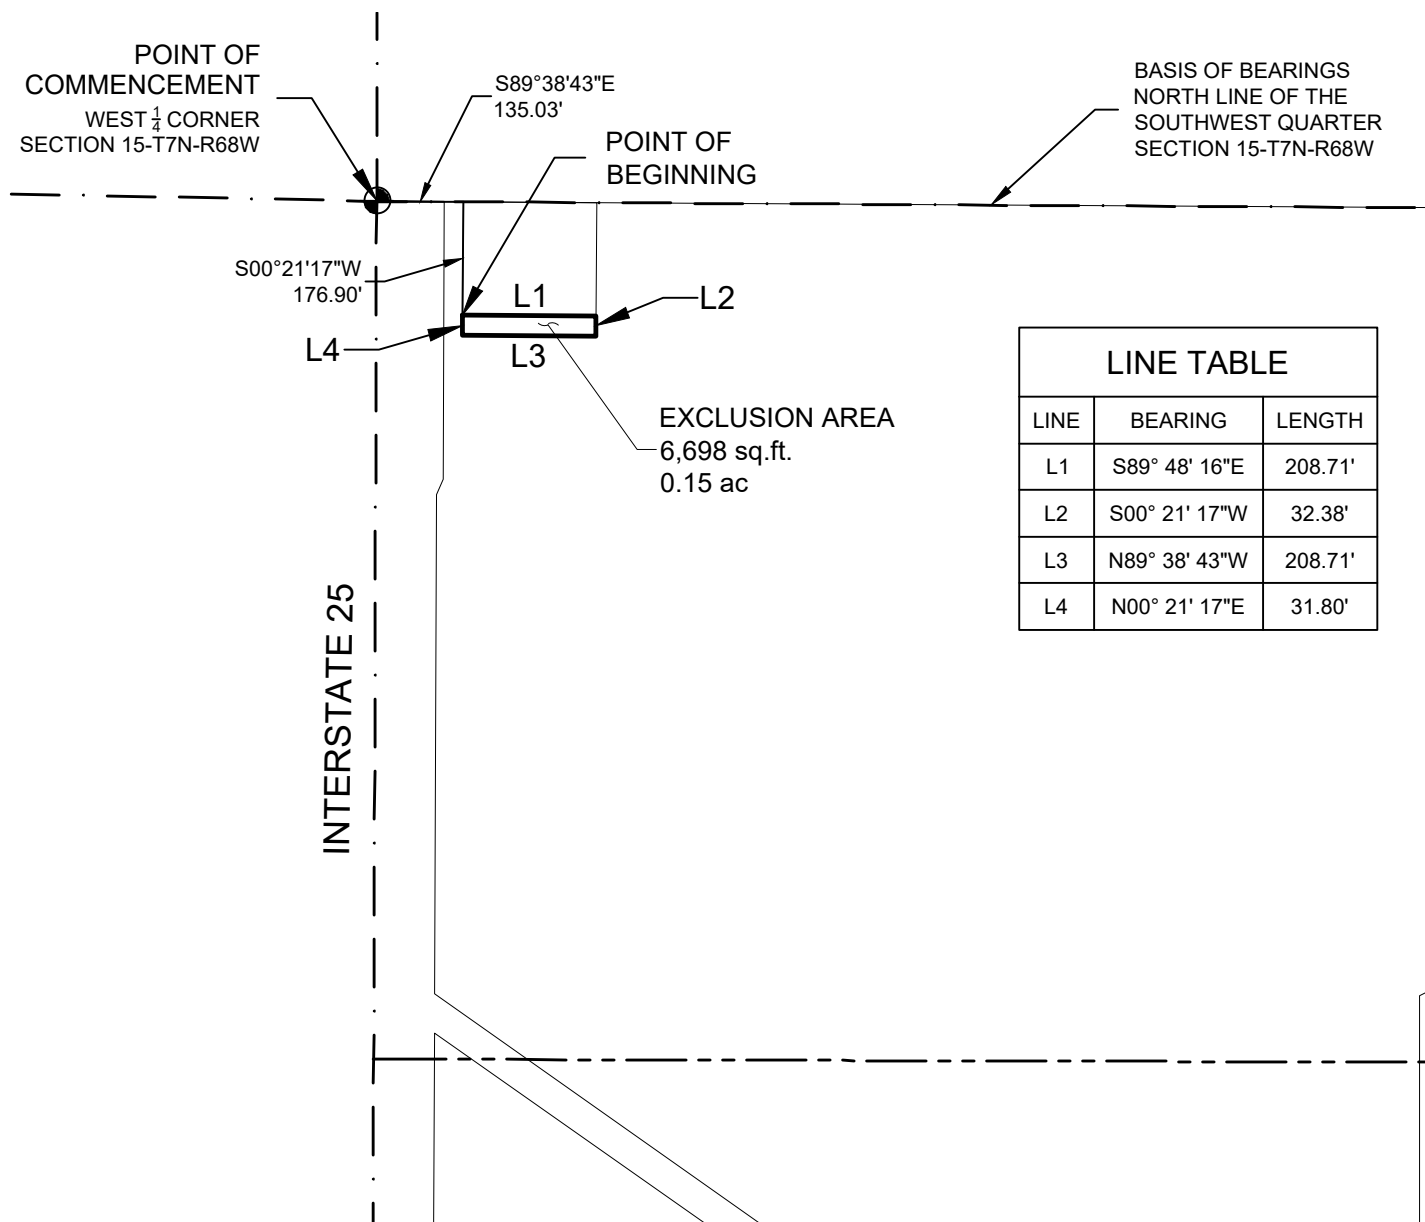 POINT OF
COMMENCEMENT
WEST 1/4 CORNER
SECTION 15-T7N-R68W
S89°38'43"E
135.03'
POINT OF
BEGINNING
BASIS OF BEARINGS
NORTH LINE OF THE
SOUTHWEST QUARTER
SECTION 15-T7N-R68W
S00°21'17"W
176.90'
L1
L2
L4
L3
EXCLUSION AREA
6,698 sq.ft.
0.15 ac
LINE TABLE
LINE BEARING LENGTH
L1 S89° 48' 16"E 208.71'
L2 S00° 21' 17"W 32.38'
L3 N89° 38' 43"W 208.71'
L4 N00° 21' 17"E 31.80'
INTERSTATE 25